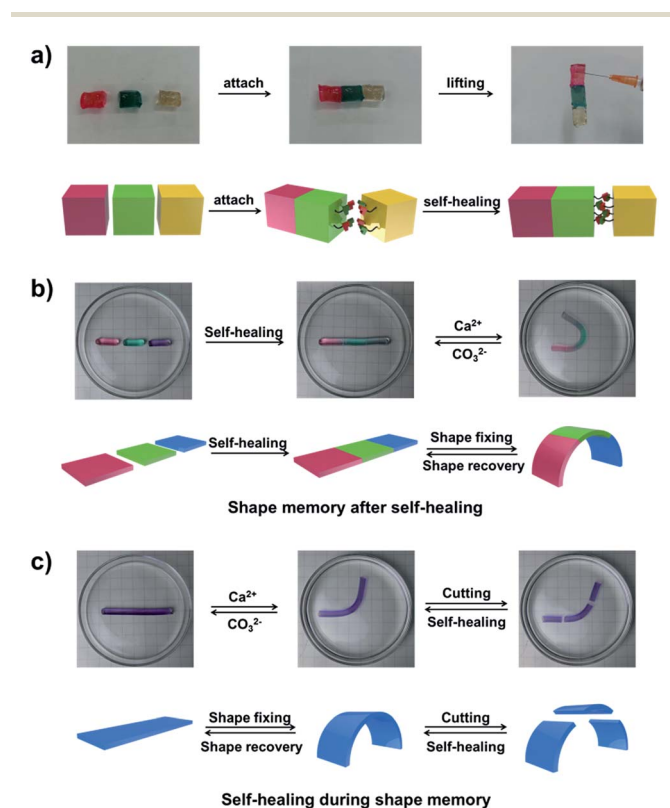 a)
attach
lifting
attach
self-healing
b)
Self-healing
Ca²⁺
CO₃²⁻
Self-healing
Shape fixing
Shape recovery
Shape memory after self-healing
c)
Ca²⁺
CO₃²⁻
Cutting
Self-healing
Shape fixing
Shape recovery
Cutting
Self-healing
Self-healing during shape memory